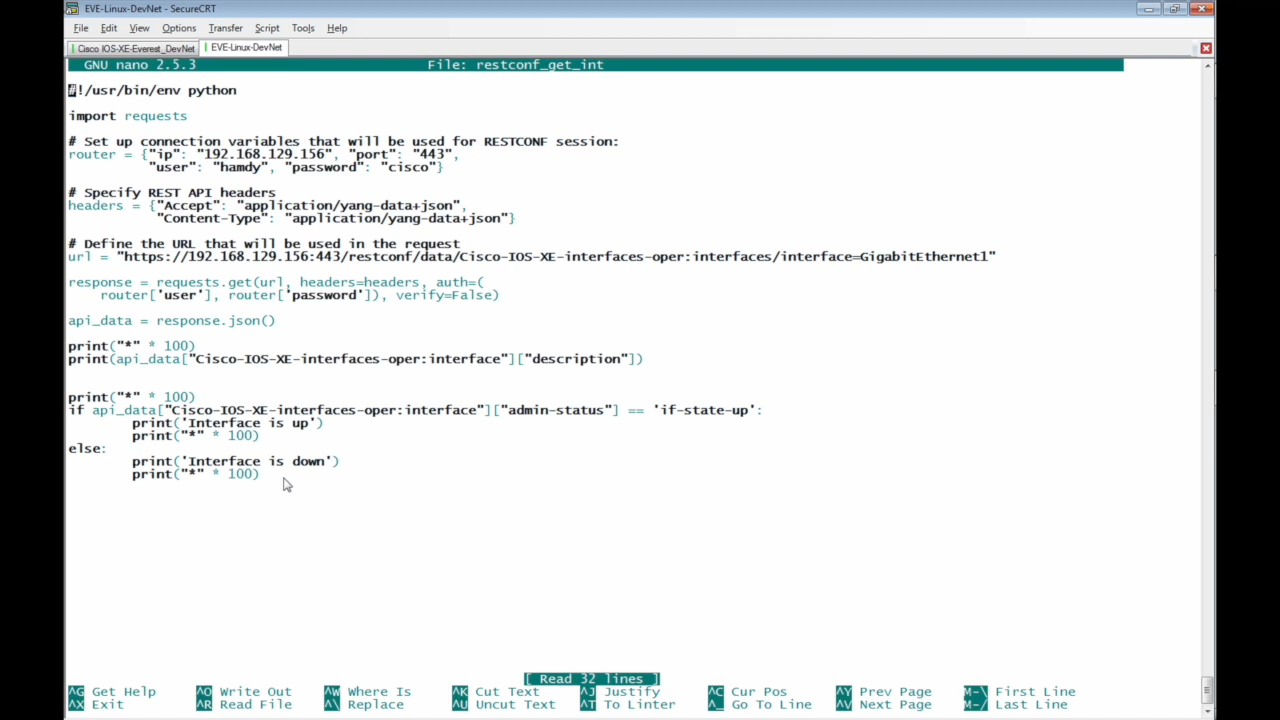 EVE-Linux-DevNet - SecureCRT
File Edit View Options Transfer Script Tools Help
Cisco IOS-XE-Everest_DevNet EVE-Linux-DevNet
GNU nano 2.5.3 File: restconf_get_int
#!/usr/bin/env python
import requests
# Set up connection variables that will be used for RESTCONF session:
router = {"ip": "192.168.129.156", "port": "443",
"user": "hamdy", "password": "cisco"}
# Specify REST API headers
headers = {"Accept": "application/yang-data+json",
"Content-Type": "application/yang-data+json"}
# Define the URL that will be used in the request
url = "https://192.168.129.156:443/restconf/data/Cisco-IOS-XE-interfaces-oper:interfaces/interface=GigabitEthernet1"
response = requests.get(url, headers=headers, auth=(
router['user'], router['password']), verify=False)
api_data = response.json()
print("*" * 100)
print(api_data["Cisco-IOS-XE-interfaces-oper:interface"]["description"])
print("*" * 100)
if api_data["Cisco-IOS-XE-interfaces-oper:interface"]["admin-status"] == 'if-state-up':
print('Interface is up')
print("*" * 100)
else:
print('Interface is down')
print("*" * 100)
[ Read 32 lines ]
^G Get Help ^O Write Out ^W Where Is ^K Cut Text ^J Justify ^C Cur Pos ^Y Prev Page M-\ First Line
^X Exit ^R Read File ^\ Replace ^U Uncut Text ^T To Linter ^_ Go To Line ^V Next Page M-/ Last Line